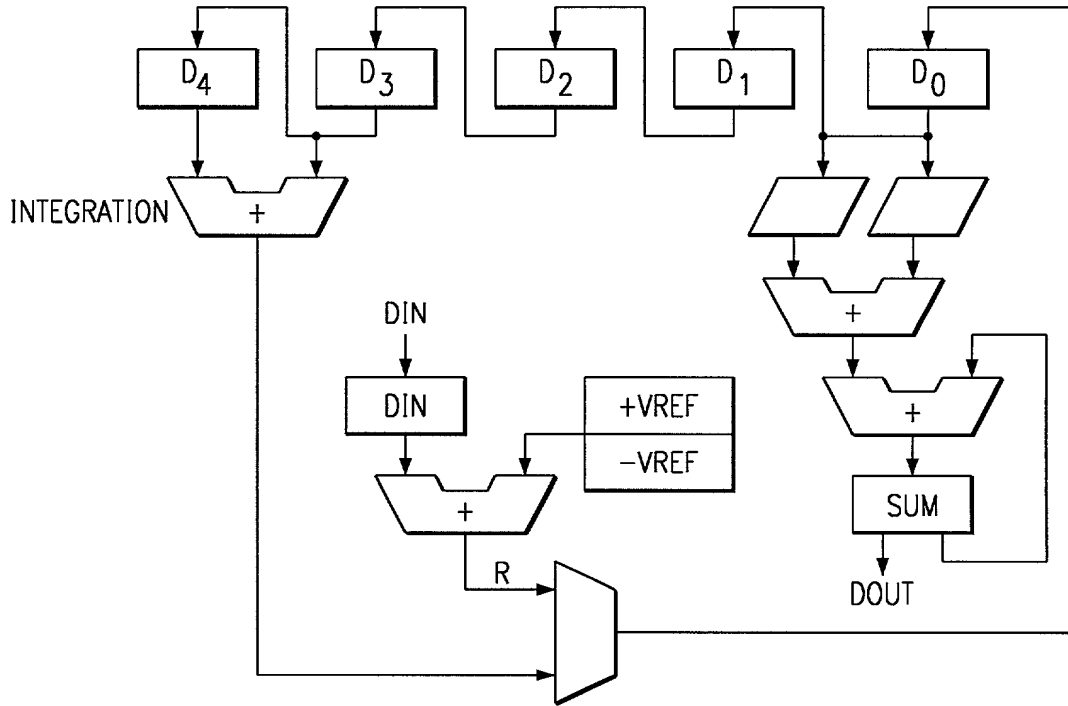 D4
D3
D2
D1
D0
INTEGRATION
+
+
DIN
+
DIN
+VREF
-VREF
+
SUM
R
DOUT